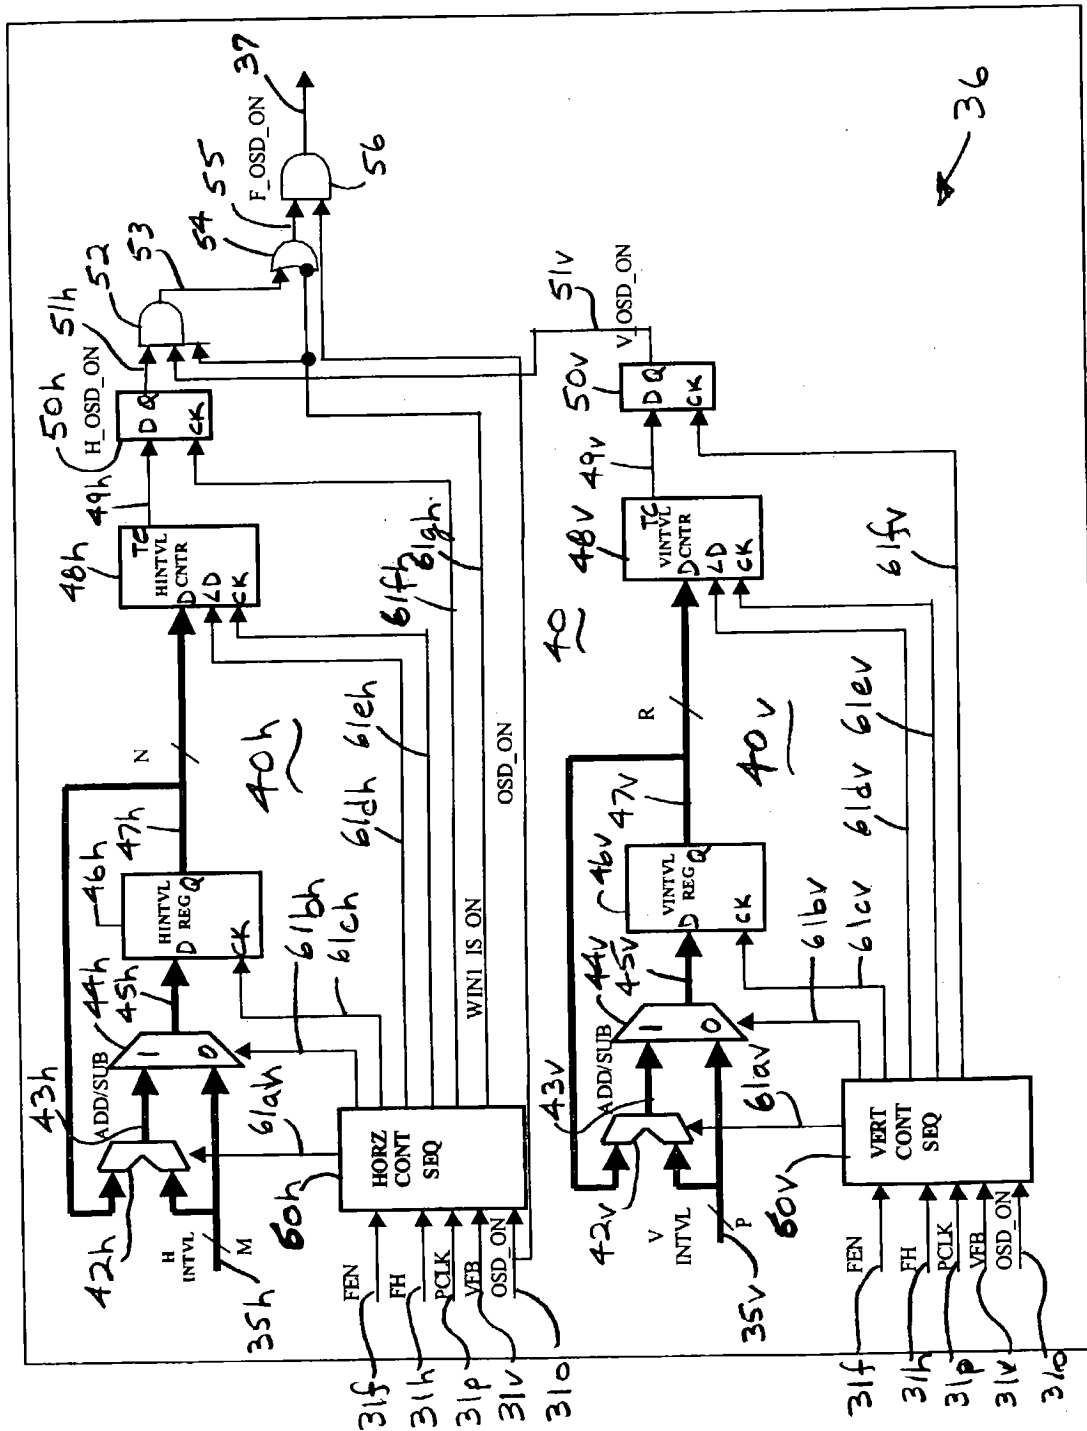 36
37
F_OSD_ON
55
54
56
53
52
51h
H_OSD_ON
50h
D Q
CK
49h
48h
TC
HINTVL
D CNTR
LD
CK
61fh
61gh
61eh
61dh
N
40h
47h
46h
HINTVL
D REG Q
CK
61bh
61ch
45h
44h
1
0
ADD/SUB
43h
42h
61ah
H
INTVL
M
35h
60h
HORZ
CONT
SEQ
WIN1 IS ON
OSD_ON
FEN
FH
PCLK
VFB
OSD_ON
31f
31h
31p
31v
31o
51v
V_OSD_ON
50v
D Q
CK
49v
48v
TC
VINTVL
D CNTR
LD
CK
40
61fv
61ev
61dv
R
40v
47v
46v
VINTVL
D REG Q
CK
61bv
61cv
45v
44v
1
0
ADD/SUB
43v
42v
61av
V
INTVL
P
35v
60v
VERT
CONT
SEQ
FEN
FH
PCLK
VFB
OSD_ON
31f
31h
31p
31v
31o